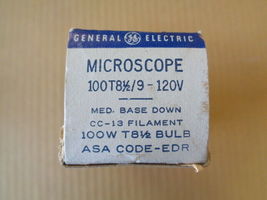 GENERAL GE ELECTRIC
MICROSCOPE
100T8½/9 - 120V
MED. BASE DOWN
CC-13 FILAMENT
100W T8½ BULB
ASA CODE-EDR